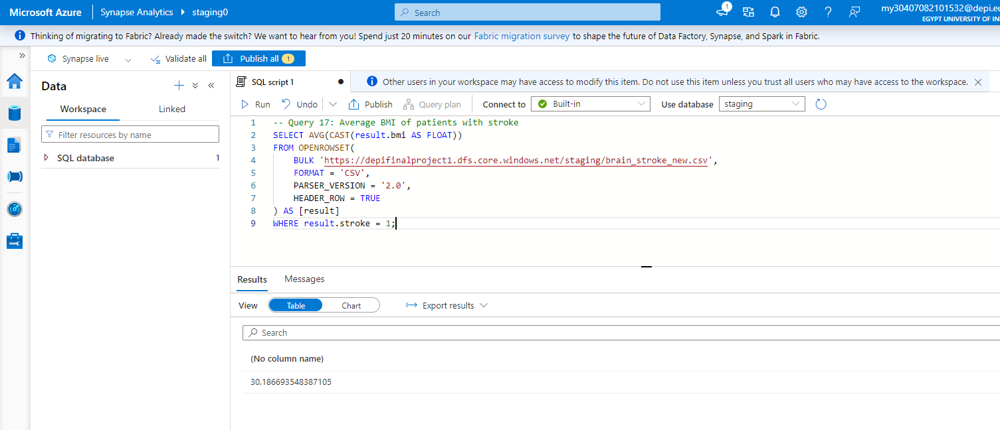 Microsoft Azure
Synapse Analytics
staging0
Search
1
my30407082101532@depi.eu
EGYPT UNIVERSITY OF IN
Thinking of migrating to Fabric? Already made the switch? We want to hear from you! Spend just 20 minutes on our Fabric migration survey to shape the future of Data Factory, Synapse, and Spark in Fabric.
Synapse live
Validate all
Publish all 1
Data
Workspace
Linked
Filter resources by name
SQL database 1
SQL script 1
Other users in your workspace may have access to modify this item. Do not use this item unless you trust all users who may have access to the workspace.
Run
Undo
Publish
Query plan
Connect to
Built-in
Use database
staging
1 -- Query 17: Average BMI of patients with stroke
2 SELECT AVG(CAST(result.bmi AS FLOAT))
3 FROM OPENROWSET(
4 BULK 'https://depifinalproject1.dfs.core.windows.net/staging/brain_stroke_new.csv',
5 FORMAT = 'CSV',
6 PARSER_VERSION = '2.0',
7 HEADER_ROW = TRUE
8 ) AS [result]
9 WHERE result.stroke = 1;
Results
Messages
View
Table
Chart
Export results
Search
(No column name)
30.186693548387105